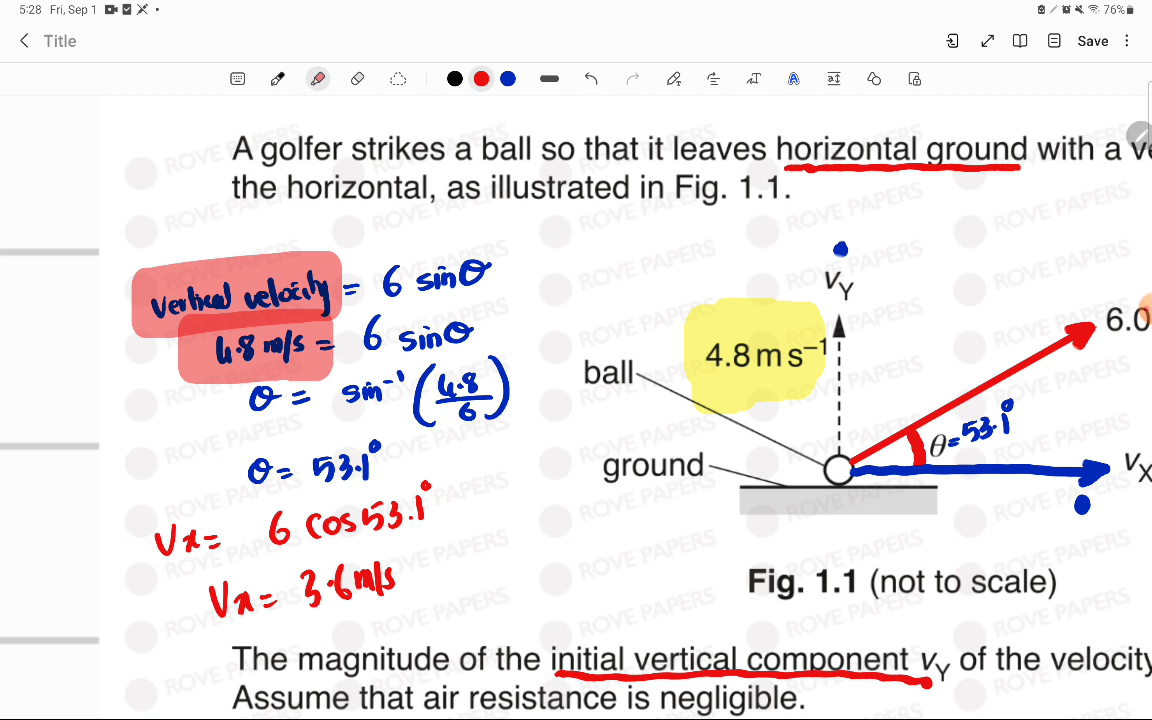 5:28 Fri, Sep 1 76%
Title
Save
A golfer strikes a ball so that it leaves horizontal ground with a
the horizontal, as illustrated in Fig. 1.1.
vertical velocity = 6 sinθ
4.8 m/s = 6 sinθ
θ = sin⁻¹ (4.8/6)
θ = 53.1°
Vx = 6 cos 53.1°
Vx = 3.6 m/s
vY
6.0
4.8 m s⁻¹
ball
θ = 53.1°
ground
vX
Fig. 1.1 (not to scale)
The magnitude of the initial vertical component vY of the velocity
Assume that air resistance is negligible.
ROVE PAPERS